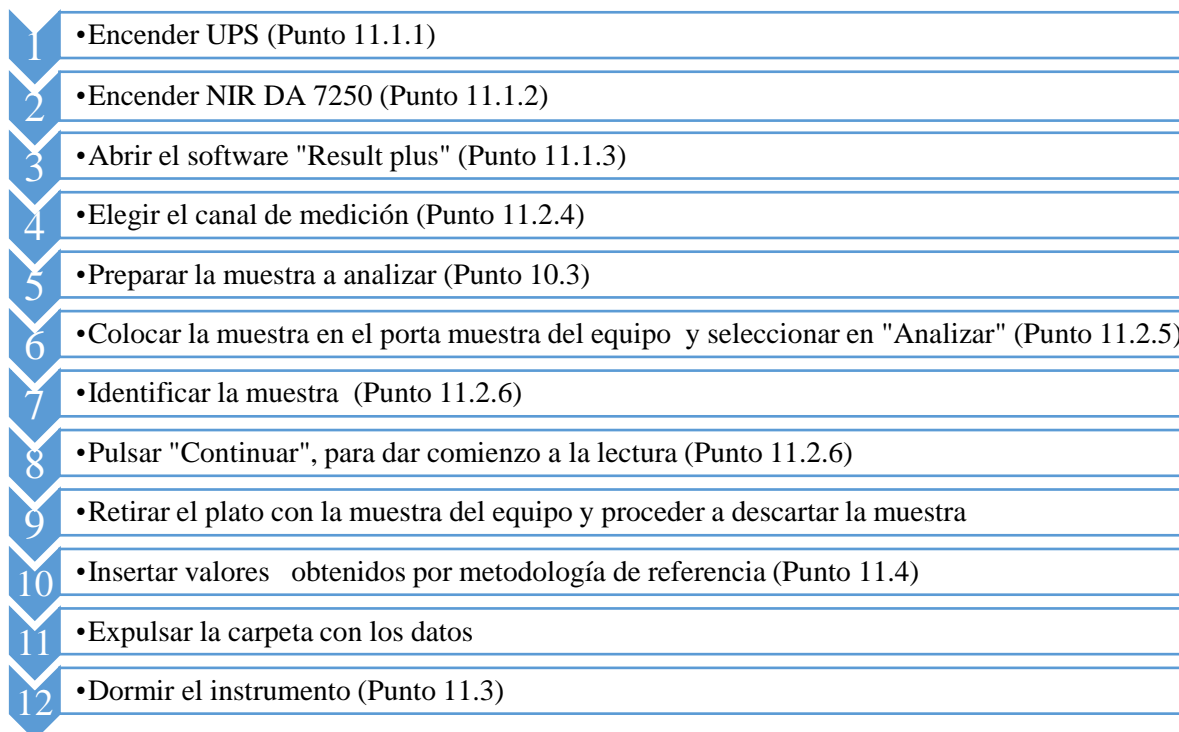 1 •Encender UPS (Punto 11.1.1)
2 •Encender NIR DA 7250 (Punto 11.1.2)
3 •Abrir el software "Result plus" (Punto 11.1.3)
4 •Elegir el canal de medición (Punto 11.2.4)
5 •Preparar la muestra a analizar (Punto 10.3)
6 •Colocar la muestra en el porta muestra del equipo y seleccionar en "Analizar" (Punto 11.2.5)
7 •Identificar la muestra (Punto 11.2.6)
8 •Pulsar "Continuar", para dar comienzo a la lectura (Punto 11.2.6)
9 •Retirar el plato con la muestra del equipo y proceder a descartar la muestra
10 •Insertar valores obtenidos por metodología de referencia (Punto 11.4)
11 •Expulsar la carpeta con los datos
12 •Dormir el instrumento (Punto 11.3)